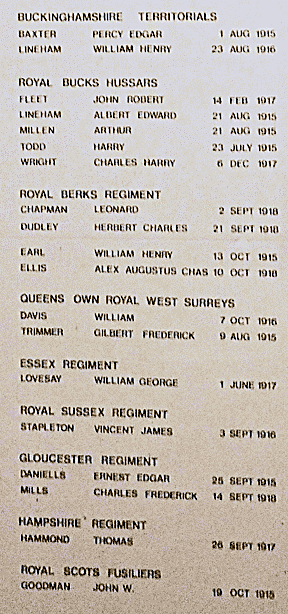 BUCKINGHAMSHIRE TERRITORIALS
BAXTER PERCY EDGAR 1 AUG 1915
LINEHAM WILLIAM HENRY 23 AUG 1916
ROYAL BUCKS HUSSARS
FLEET JOHN ROBERT 14 FEB 1917
LINEHAM ALBERT EDWARD 21 AUG 1915
MILLEN ARTHUR 21 AUG 1915
TODD HARRY 23 JULY 1915
WRIGHT CHARLES HARRY 6 DEC 1917
ROYAL BERKS REGIMENT
CHAPMAN LEONARD 2 SEPT 1918
DUDLEY HERBERT CHARLES 21 SEPT 1918
EARL WILLIAM HENRY 13 OCT 1915
ELLIS ALEX AUGUSTUS CHAS 10 OCT 1918
QUEENS OWN ROYAL WEST SURREYS
DAVIS WILLIAM 7 OCT 1916
TRIMMER GILBERT FREDERICK 9 AUG 1915
ESSEX REGIMENT
LOVESAY WILLIAM GEORGE 1 JUNE 1917
ROYAL SUSSEX REGIMENT
STAPLETON VINCENT JAMES 3 SEPT 1916
GLOUCESTER REGIMENT
DANIELLS ERNEST EDGAR 25 SEPT 1915
MILLS CHARLES FREDERICK 14 SEPT 1918
HAMPSHIRE REGIMENT
HAMMOND THOMAS 26 SEPT 1917
ROYAL SCOTS FUSILIERS
GOODMAN JOHN W. 19 OCT 1915